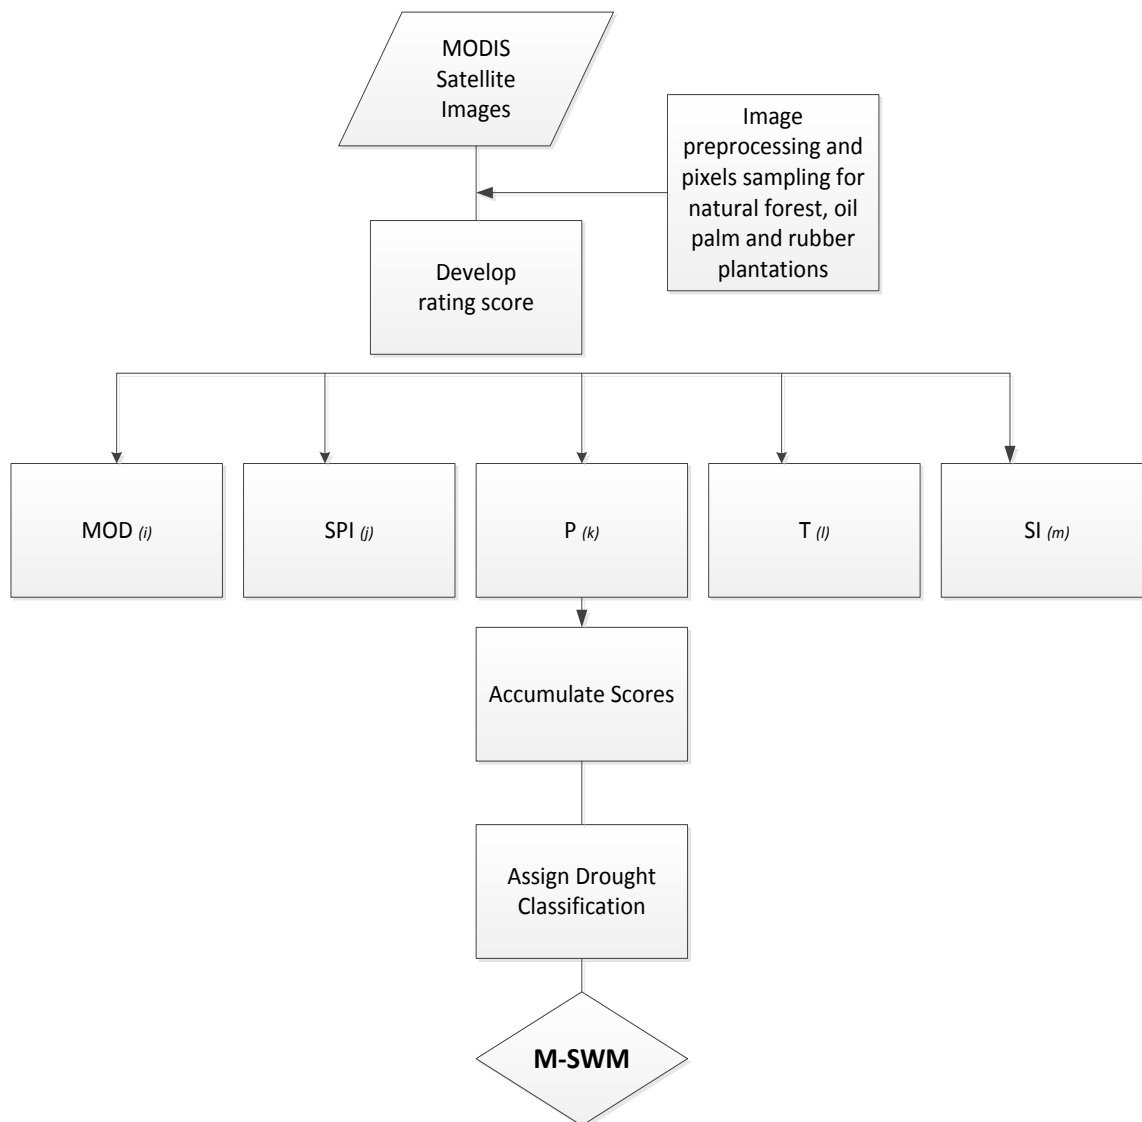 MODIS
Satellite
Images
Image
preprocessing and
pixels sampling for
natural forest, oil
palm and rubber
plantations
Develop
rating score
MOD (i)
SPI (j)
P (k)
T (l)
SI (m)
Accumulate Scores
Assign Drought
Classification
M-SWM